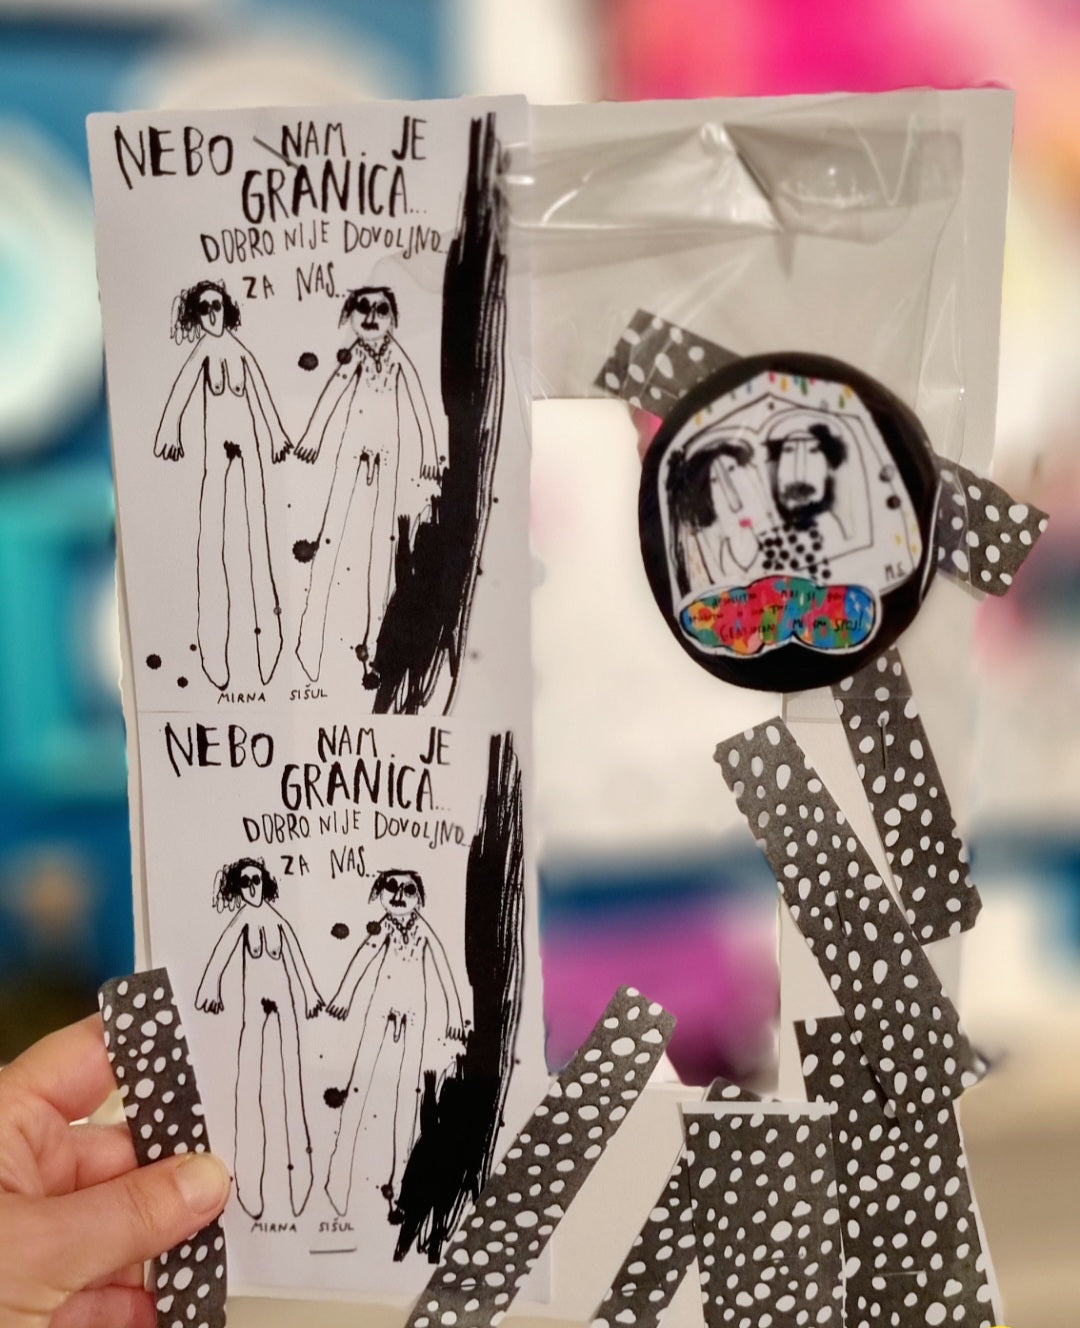 NEBO NAM JE
GRANICA...
DOBRO NIJE DOVOLJNO...
ZA NAS...
MIRNA SIŠUL
NEBO NAM JE
GRANICA...
DOBRO NIJE DOVOLJNO...
ZA NAS...
MIRNA SIŠUL
M.S.